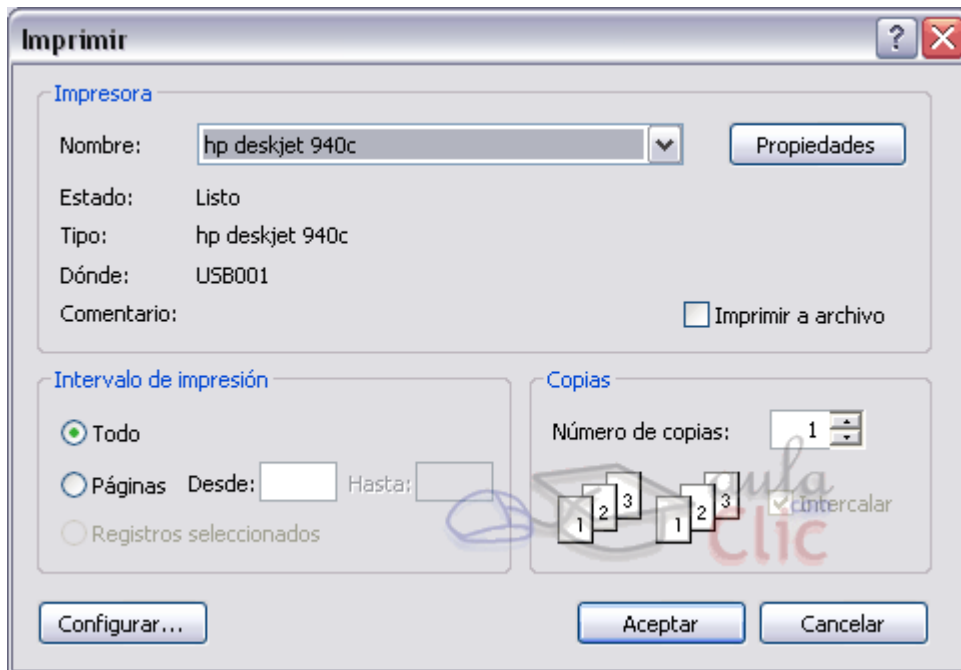 Imprimir
Impresora
Nombre: hp deskjet 940c Propiedades
Estado: Listo
Tipo: hp deskjet 940c
Dónde: USB001
Comentario: Imprimir a archivo
Intervalo de impresión Copias
Todo Número de copias: 1
Páginas Desde: Hasta:
1 2 3 1 2 3 aula Intercalar
Registros seleccionados Clic
Configurar... Aceptar Cancelar